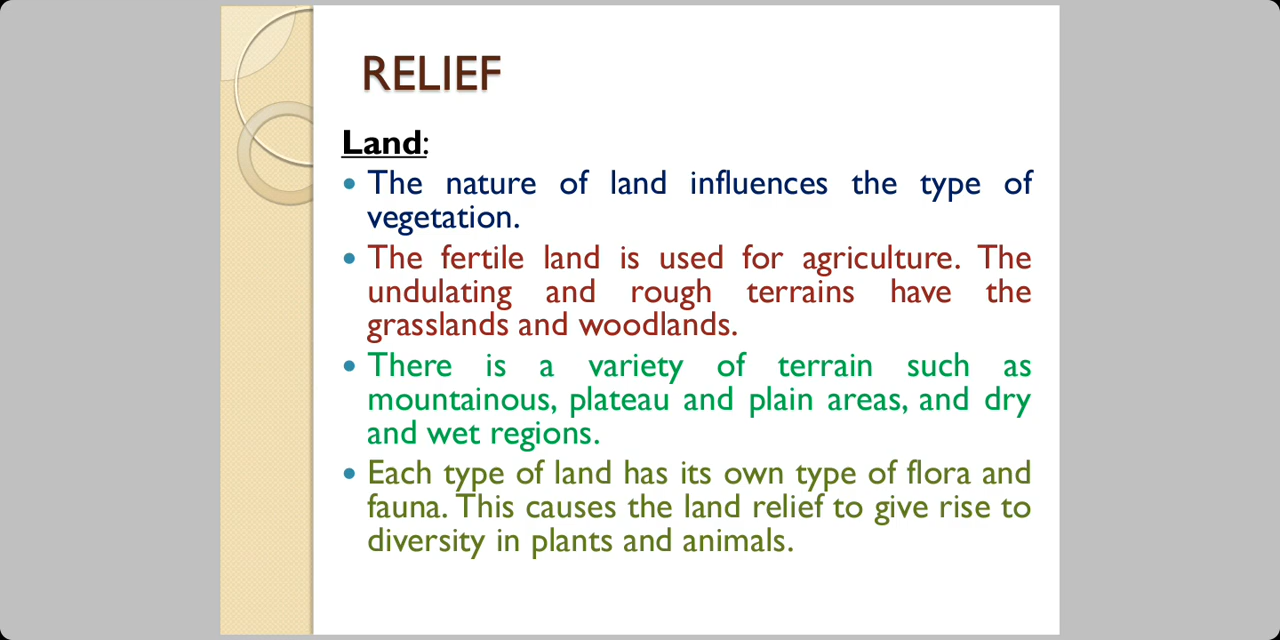 RELIEF
Land:
• The nature of land influences the type of
vegetation.
• The fertile land is used for agriculture. The
undulating and rough terrains have the
grasslands and woodlands.
• There is a variety of terrain such as
mountainous, plateau and plain areas, and dry
and wet regions.
• Each type of land has its own type of flora and
fauna. This causes the land relief to give rise to
diversity in plants and animals.